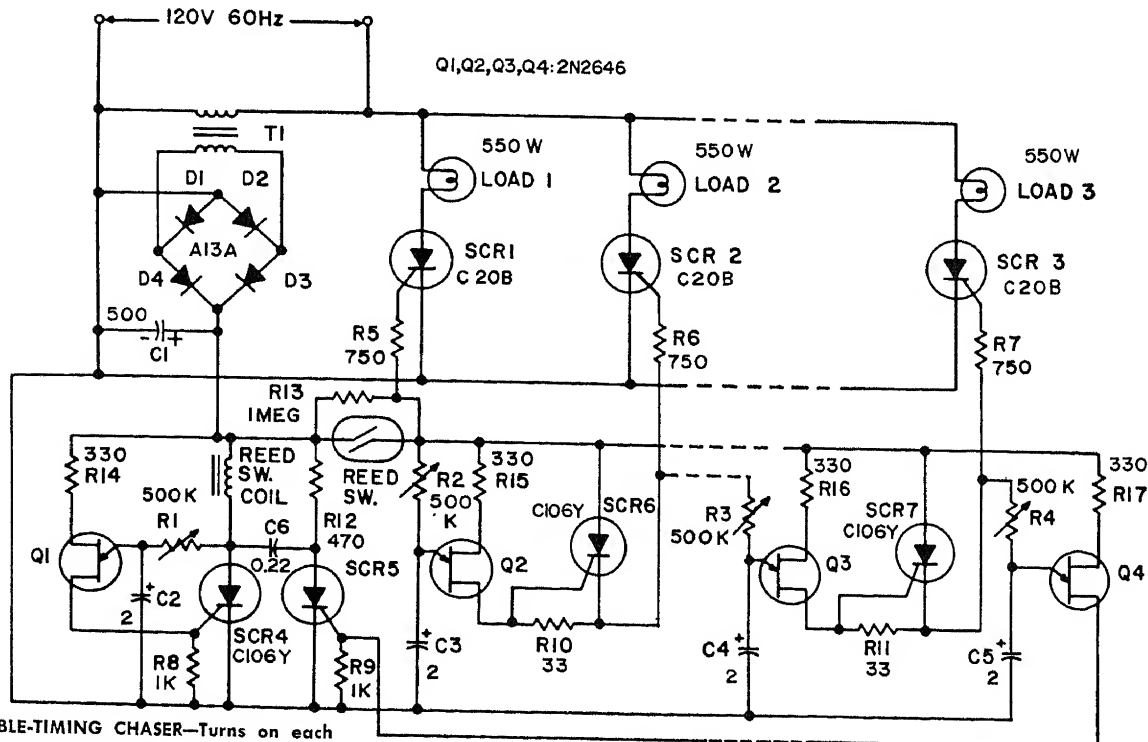 120V 60Hz
Q1,Q2,Q3,Q4:2N2646
T1
D1 D2
A13A
D4 D3
500
C1
- +
550W
LOAD 1
550W
LOAD 2
550W
LOAD 3
SCR1
C20B
SCR 2
C20B
SCR 3
C20B
R5
750
R6
750
R7
750
R13
1MEG
330
R14
REED
SW.
COIL
REED
SW.
500K
R1
Q1
C6
0.22
R12
470
SCR5
+
C2
2
SCR4
C106Y
R8
1K
R9
1K
R2
500
K
330
R15
Q2
C106Y
SCR6
+
C3
2
R10
33
R3
500K
330
R16
Q3
SCR7
C106Y
C4
+
2
R11
33
500K
R4
330
R17
Q4
C5
+
2
BLE-TIMING CHASER—Turns on each